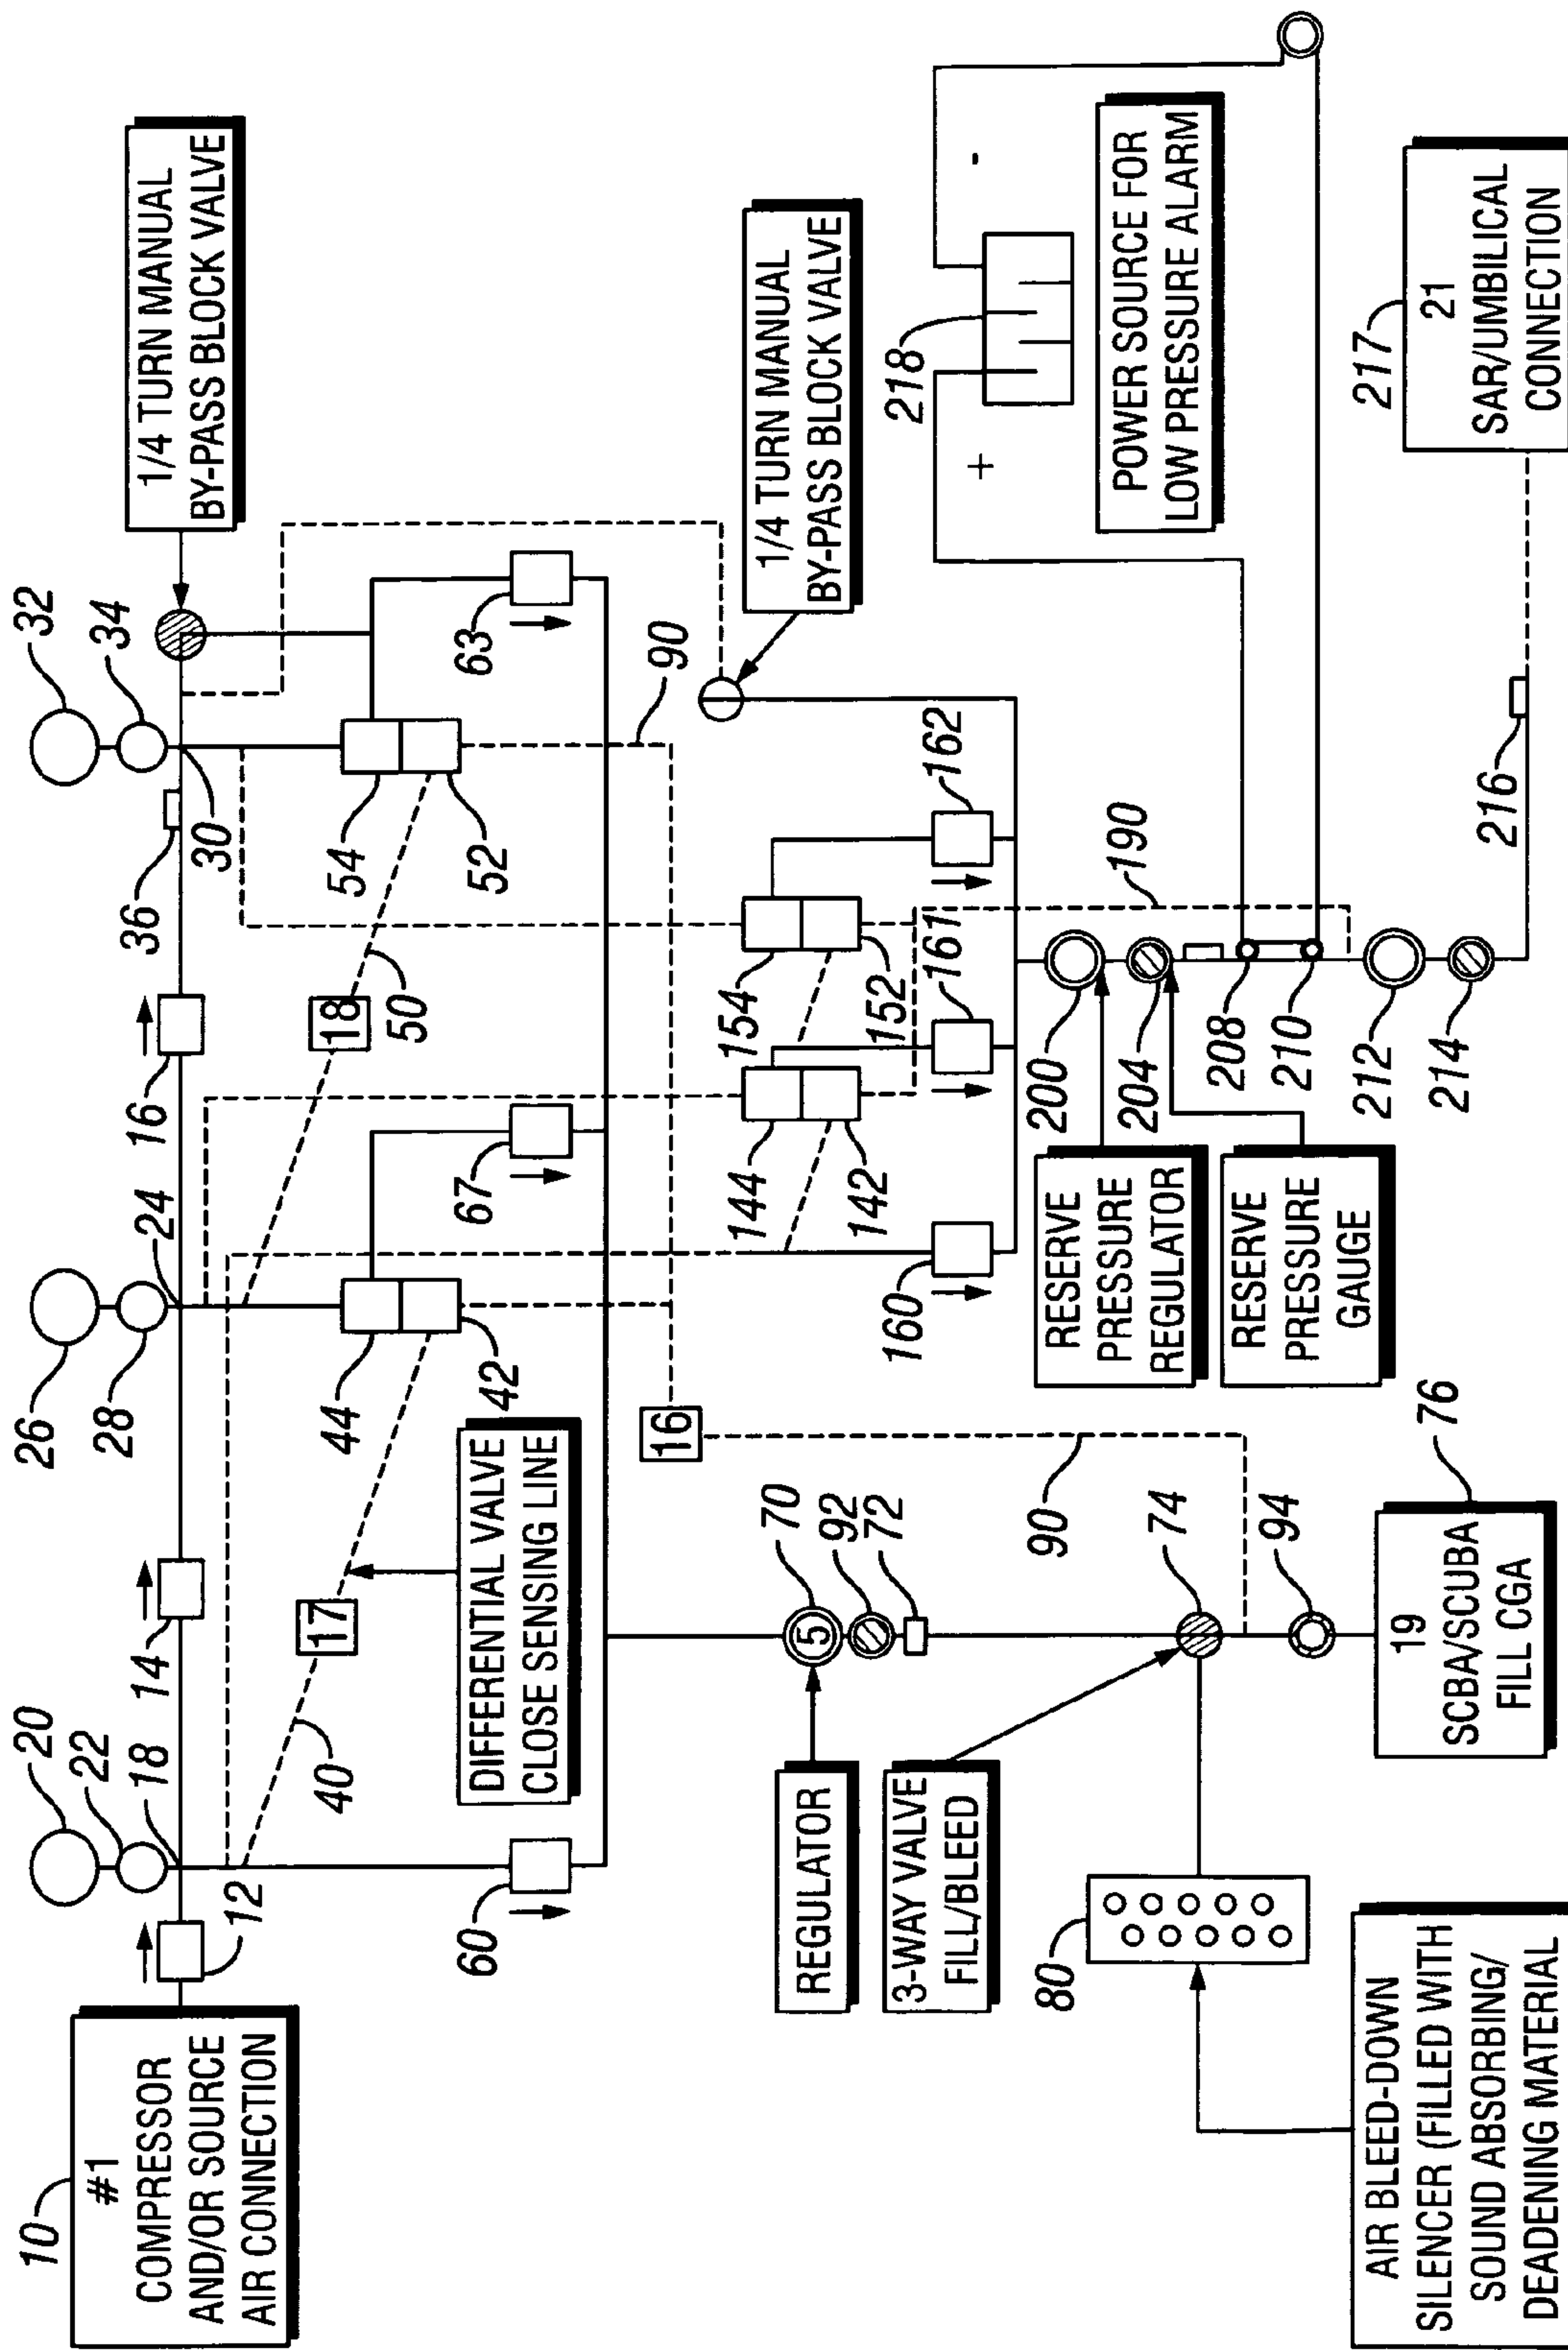 10
#1
COMPRESSOR
AND/OR SOURCE
AIR CONNECTION
12
14
16
18
20
22
24
26
28
30
32
34
36
1/4 TURN MANUAL
BY-PASS BLOCK VALVE
40
17
DIFFERENTIAL VALVE
CLOSE SENSING LINE
44
42
18
50
54
52
60
67
63
90
1/4 TURN MANUAL
BY-PASS BLOCK VALVE
16
90
144
142
154
152
160
161
162
190
REGULATOR
5
70
92
72
3-WAY VALVE
FILL/BLEED
74
80
94
AIR BLEED-DOWN
SILENCER (FILLED WITH
SOUND ABSORBING/
DEADENING MATERIAL
76
19
SCBA/SCUBA
FILL CGA
RESERVE
PRESSURE
REGULATOR
200
RESERVE
PRESSURE
GAUGE
204
208
210
212
214
216
218
+
-
POWER SOURCE FOR
LOW PRESSURE ALARM
217
21
SAR/UMBILICAL
CONNECTION